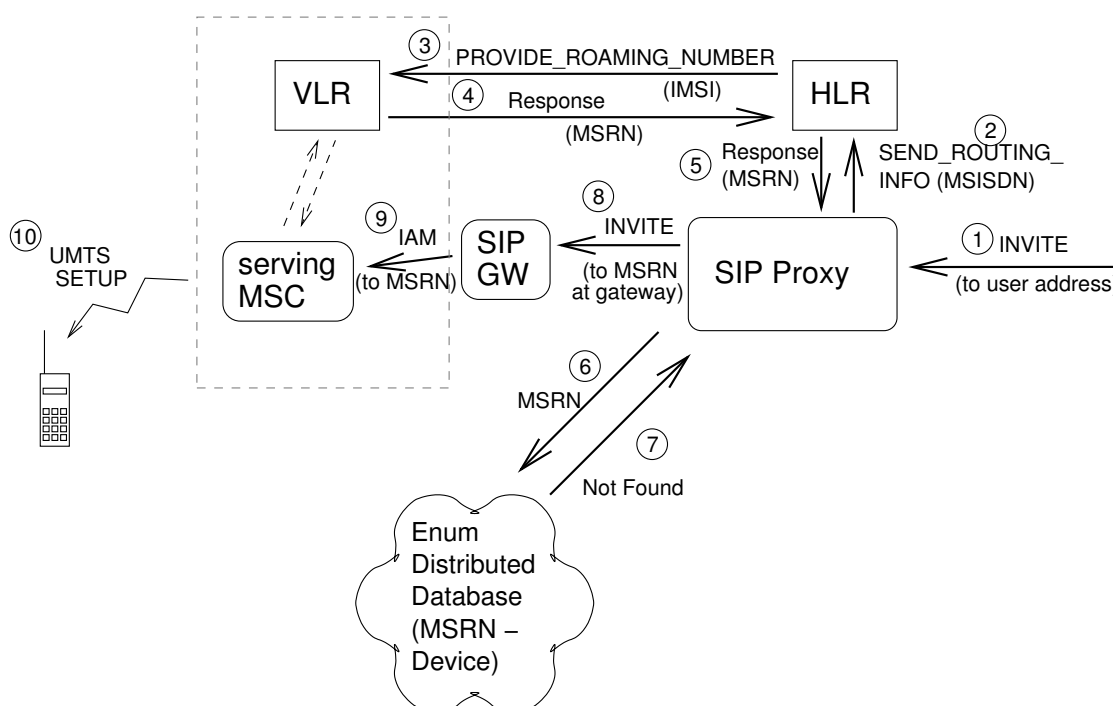 3
PROVIDE_ROAMING_NUMBER
(IMSI)
VLR
HLR
4
Response
(MSRN)
2
SEND_ROUTING_
INFO (MSISDN)
5
Response
(MSRN)
8
INVITE
(to MSRN
at gateway)
9
IAM
(to MSRN)
10
UMTS
SETUP
serving
MSC
SIP
GW
SIP Proxy
1
INVITE
(to user address
6
MSRN
7
Not Found
Enum
Distributed
Database
(MSRN –
Device)